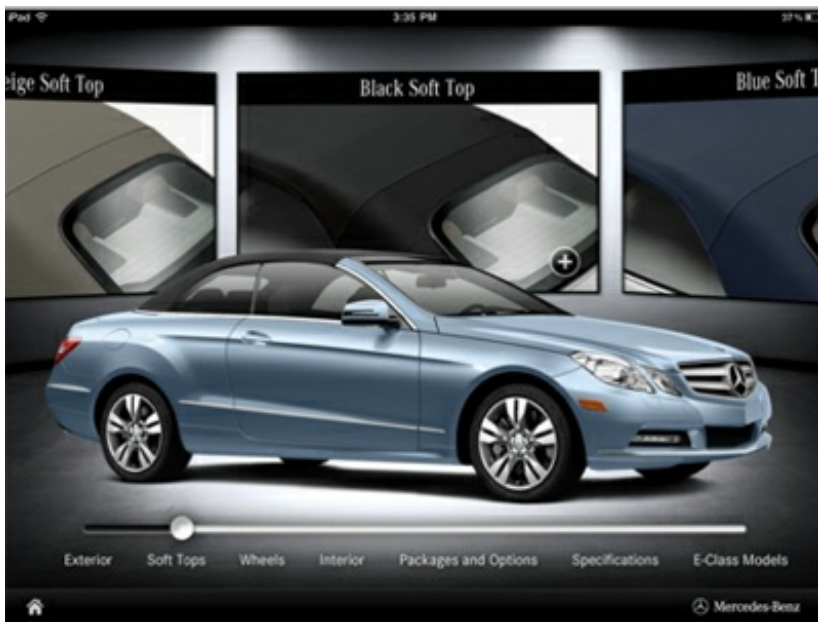 iPad 3:35 PM 37%
eige Soft Top Black Soft Top Blue Soft T
Exterior Soft Tops Wheels Interior Packages and Options Specifications E-Class Models
Mercedes-Benz